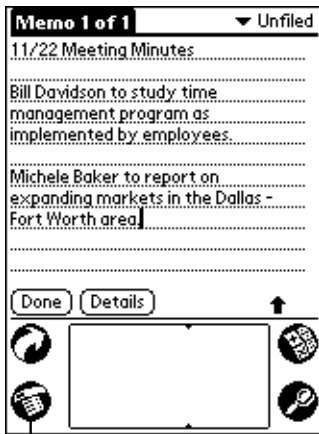 Memo 1 of 1
Unfiled
11/22 Meeting Minutes
Bill Davidson to study time
management program as
implemented by employees.
Michele Baker to report on
expanding markets in the Dallas -
Fort Worth area.
Done
Details